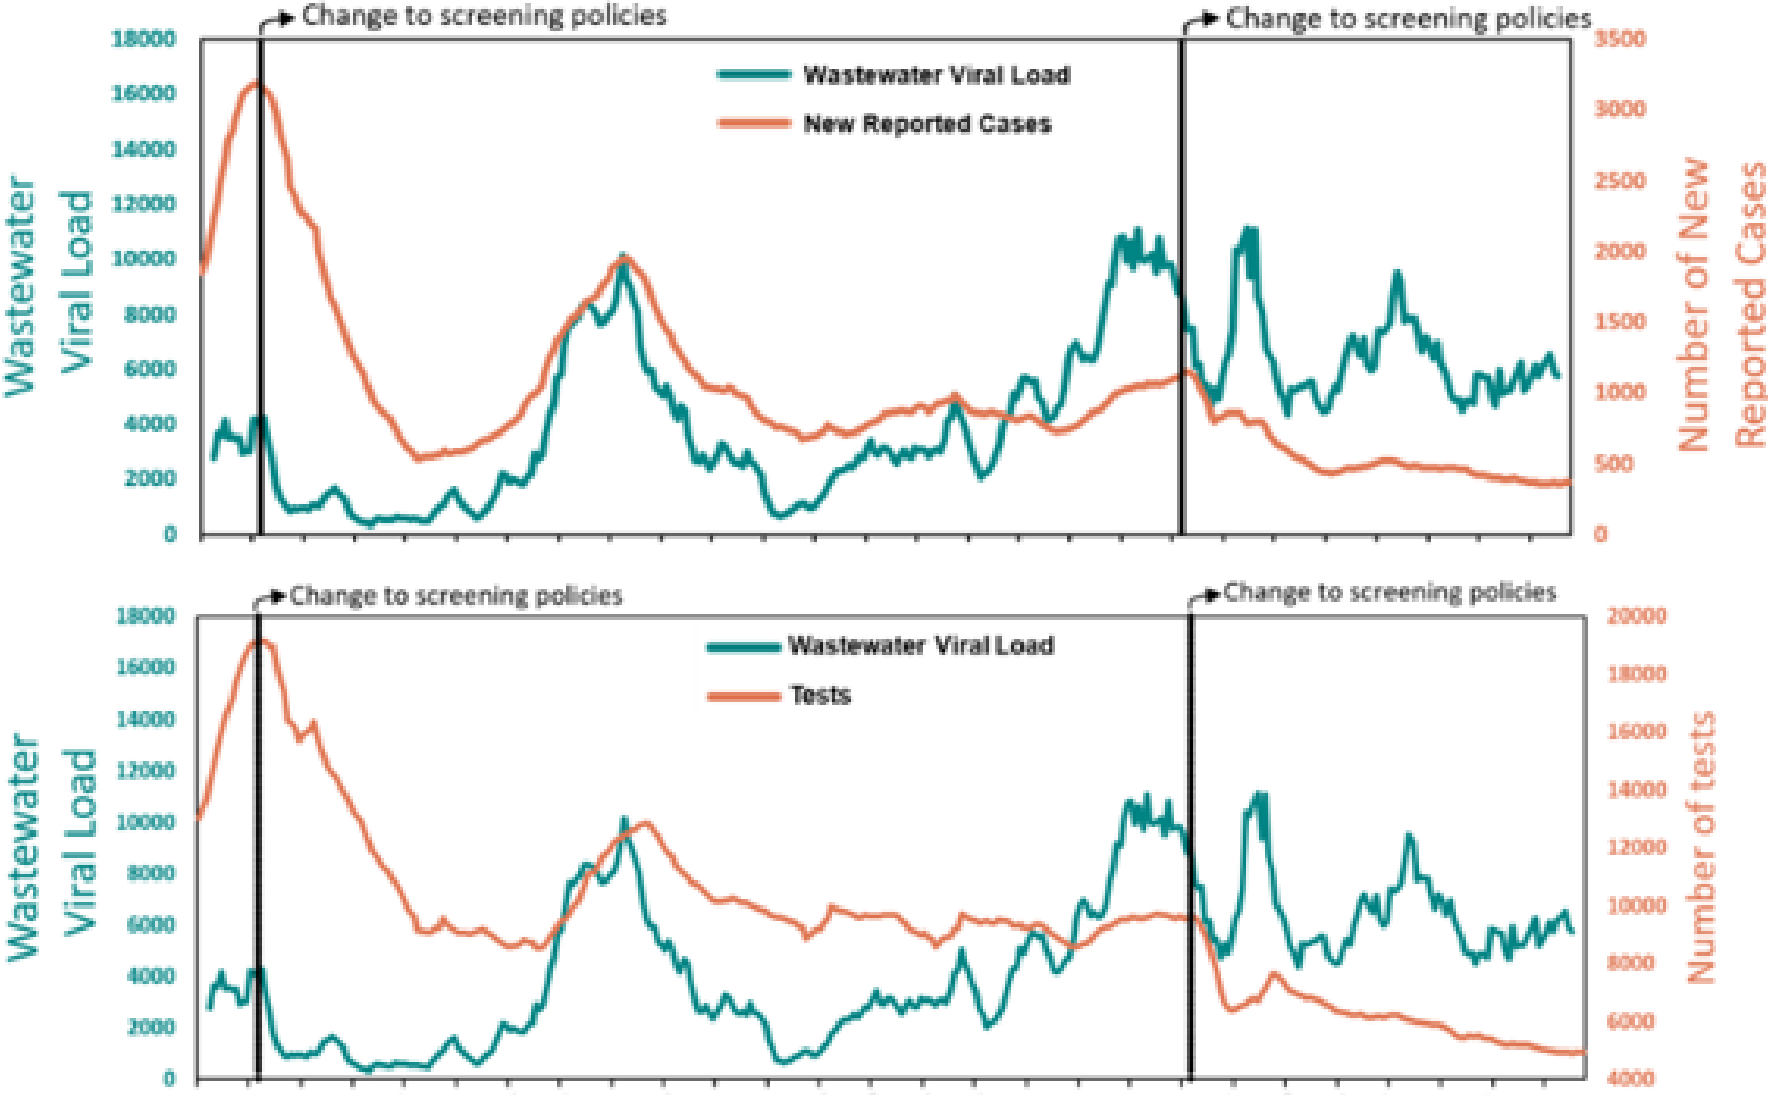 Change to screening policies
Change to screening policies
18000
16000
14000
12000
10000
8000
6000
4000
2000
0
Wastewater
Viral Load
Wastewater Viral Load
New Reported Cases
3500
3000
2500
2000
1500
1000
500
0
Number of New
Reported Cases
Change to screening policies
Change to screening policies
18000
16000
14000
12000
10000
8000
6000
4000
2000
0
Wastewater
Viral Load
Wastewater Viral Load
Tests
20000
18000
16000
14000
12000
10000
8000
6000
4000
Number of tests